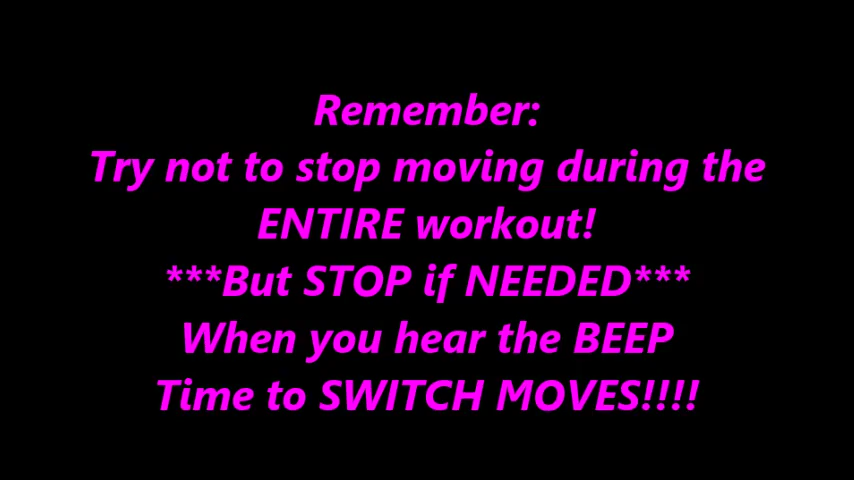 Remember:
Try not to stop moving during the
ENTIRE workout!
***But STOP if NEEDED***
When you hear the BEEP
Time to SWITCH MOVES!!!!